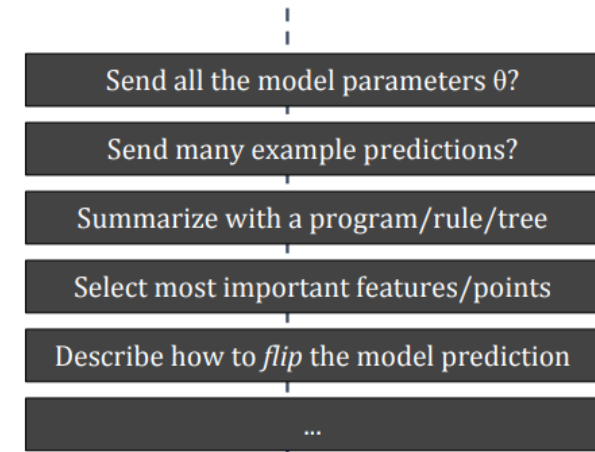 Send all the model parameters θ?
Send many example predictions?
Summarize with a program/rule/tree
Select most important features/points
Describe how to flip the model prediction
...